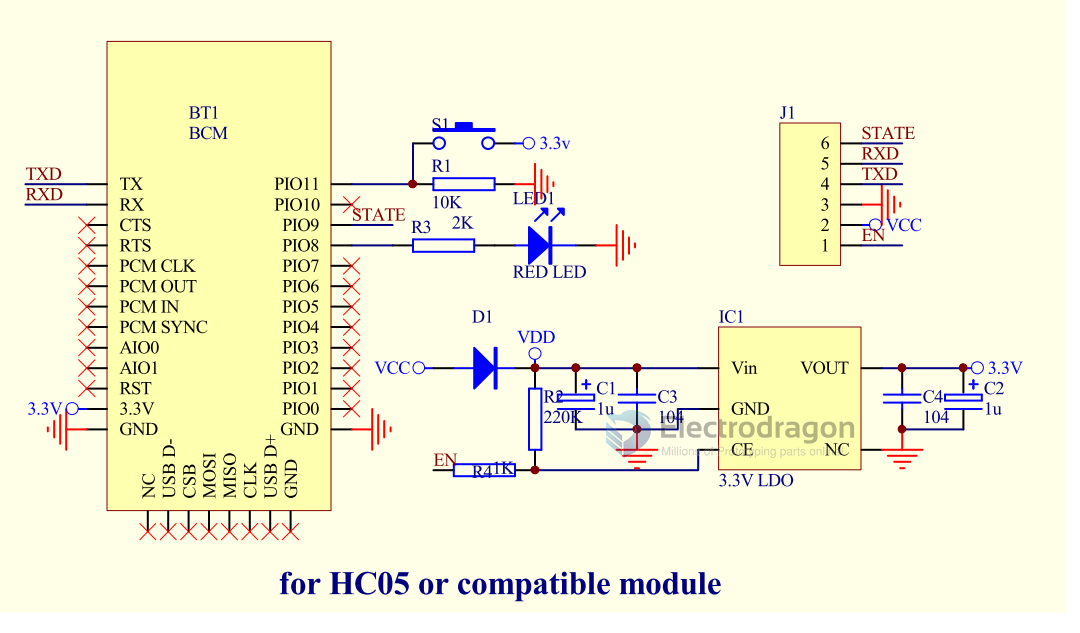 BT1
BCM
TXD
RXD
TX
RX
CTS
RTS
PCM CLK
PCM OUT
PCM IN
PCM SYNC
AIO0
AIO1
RST
3.3V
3.3V
GND
PIO11
PIO10
PIO9
PIO8
PIO7
PIO6
PIO5
PIO4
PIO3
PIO2
PIO1
PIO0
GND
NC
USB D-
CSB
MOSI
MISO
CLK
USB D+
GND
S1
3.3v
R1
10K
STATE
2K
R3
LED1
RED LED
J1
6 STATE
5 RXD
4 TXD
3
2 VCC
1 EN
D1
VDD
VCC
R2
220K
C1
1u
C3
104
EN
R4 1K
IC1
Vin
VOUT
GND
CE
NC
3.3V LDO
3.3V
C4
104
C2
1u
Electrodragon
Millions of Prototyping parts online
for HC05 or compatible module